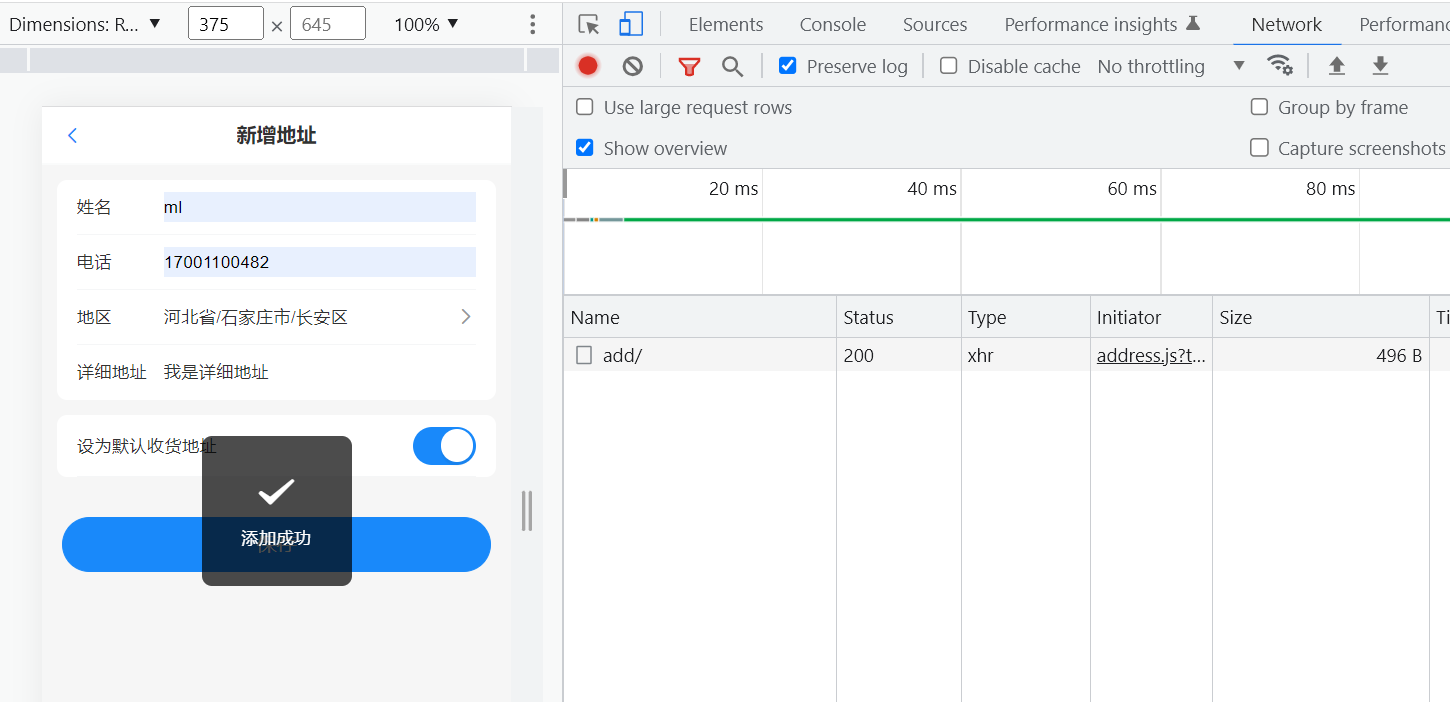 Dimensions: R... 375 × 645 100%
新增地址
姓名 ml
电话 17001100482
地区 河北省/石家庄市/长安区
详细地址 我是详细地址
设为默认收货地址
添加成功
保存
Elements Console Sources Performance insights Network Performanc
Preserve log Disable cache No throttling
Use large request rows Group by frame
Show overview Capture screenshots
20 ms 40 ms 60 ms 80 ms
Name Status Type Initiator Size Ti
add/ 200 xhr address.js?t... 496 B